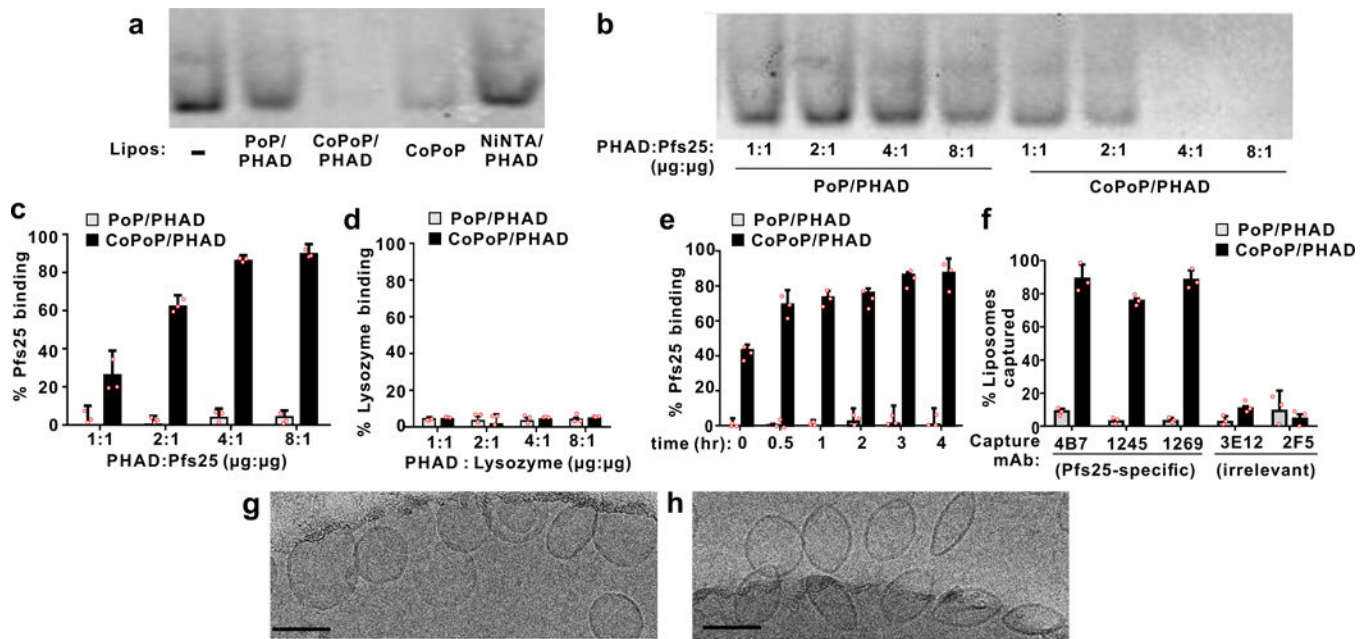 a
Lipos:
–
PoP/
PHAD
CoPoP/
PHAD
CoPoP
NiNTA/
PHAD
b
PHAD:Pfs25:
(µg:µg)
1:1 2:1 4:1 8:1 1:1 2:1 4:1 8:1
PoP/PHAD CoPoP/PHAD
c
PoP/PHAD
CoPoP/PHAD
% Pfs25 binding
100
80
60
40
20
0
1:1 2:1 4:1 8:1
PHAD:Pfs25 (µg:µg)
d
PoP/PHAD
CoPoP/PHAD
% Lysozyme binding
100
80
60
40
20
0
1:1 2:1 4:1 8:1
PHAD : Lysozyme (µg:µg)
e
PoP/PHAD
CoPoP/PHAD
% Pfs25 binding
100
80
60
40
20
0
time (hr): 0 0.5 1 2 3 4
f
PoP/PHAD
CoPoP/PHAD
% Liposomes
captured
100
80
60
40
20
0
Capture
mAb:
4B7 1245 1269 3E12 2F5
(Pfs25-specific) (irrelevant)
g
h